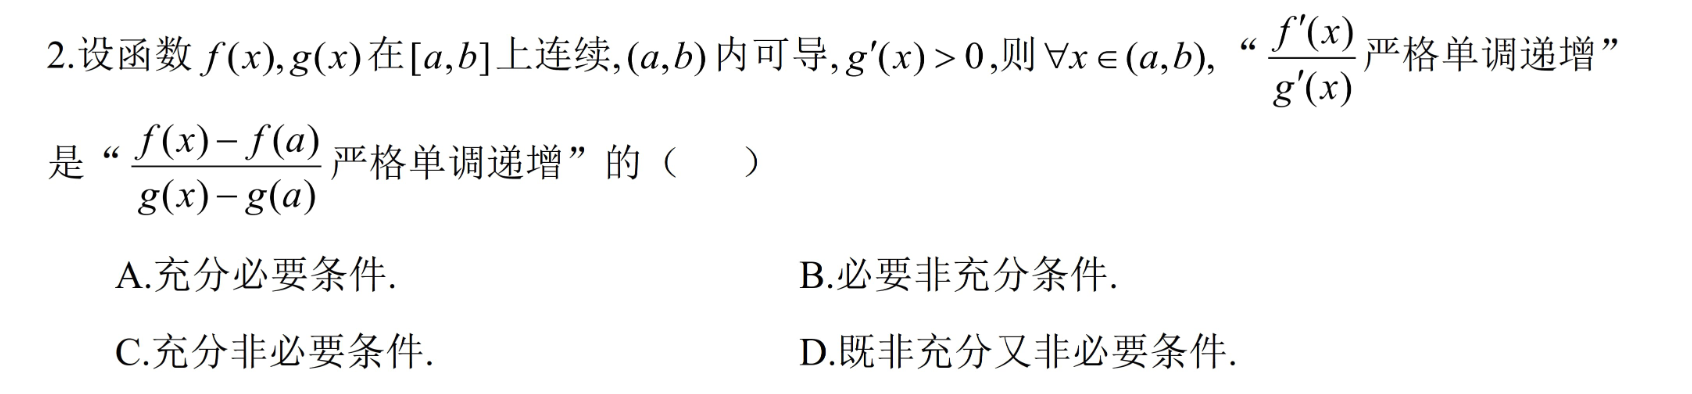 2.设函数 f(x),g(x)在[a,b]上连续,(a,b)内可导,g′(x)>0,则∀x∈(a,b),“\frac{f′(x)}{g′(x)}严格单调递增”
是“\frac{f(x)−f(a)}{g(x)−g(a)}严格单调递增”的（　　）
A.充分必要条件.　　B.必要非充分条件.
C.充分非必要条件.　　D.既非充分又非必要条件.